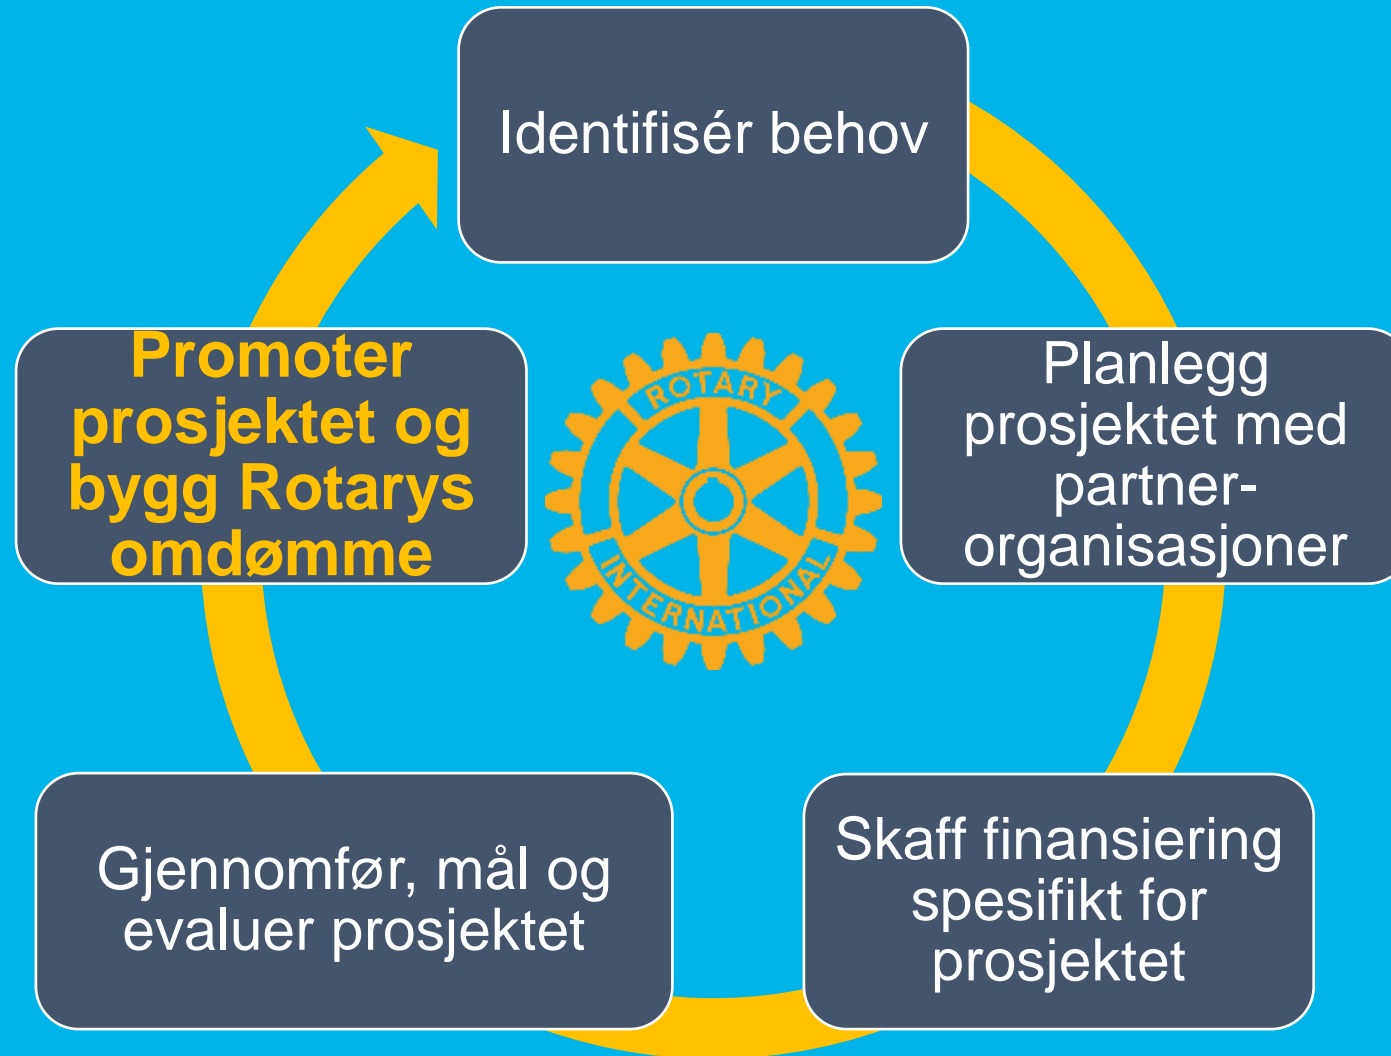 Identifisér behov
Planlegg
prosjektet med
partner-
organisasjoner
Skaff finansiering
spesifikt for
prosjektet
Gjennomfør, mål og
evaluer prosjektet
Promoter
prosjektet og
bygg Rotarys
omdømme
ROTARY
INTERNATIONAL